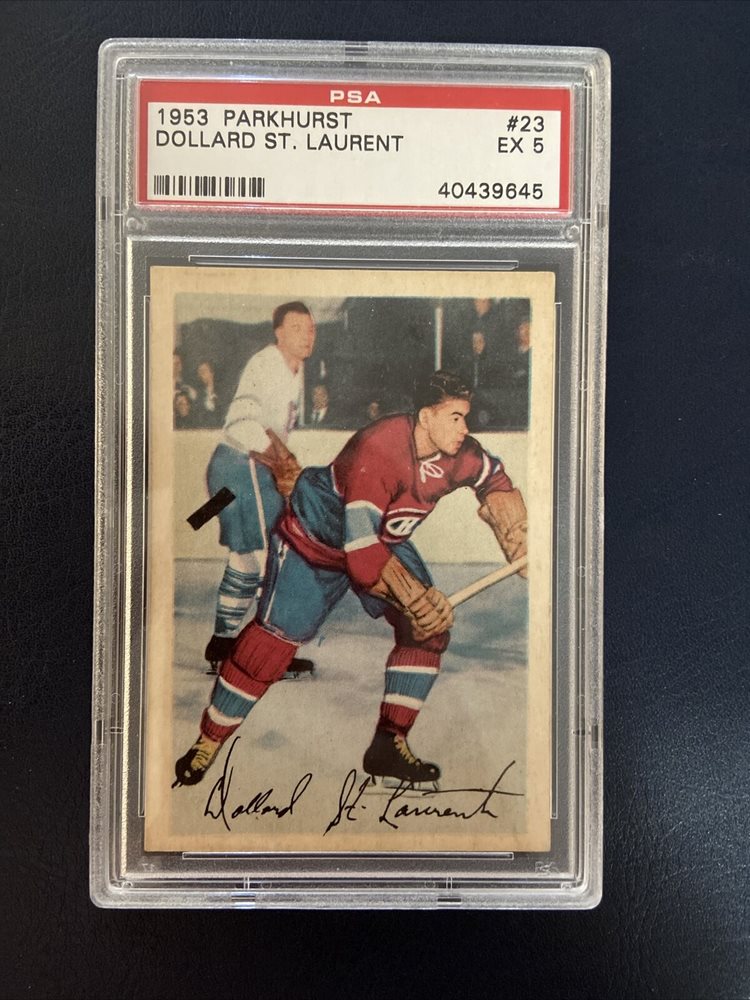 PSA
1953 PARKHURST #23
DOLLARD ST. LAURENT EX 5
40439645
Dollard St. Laurent